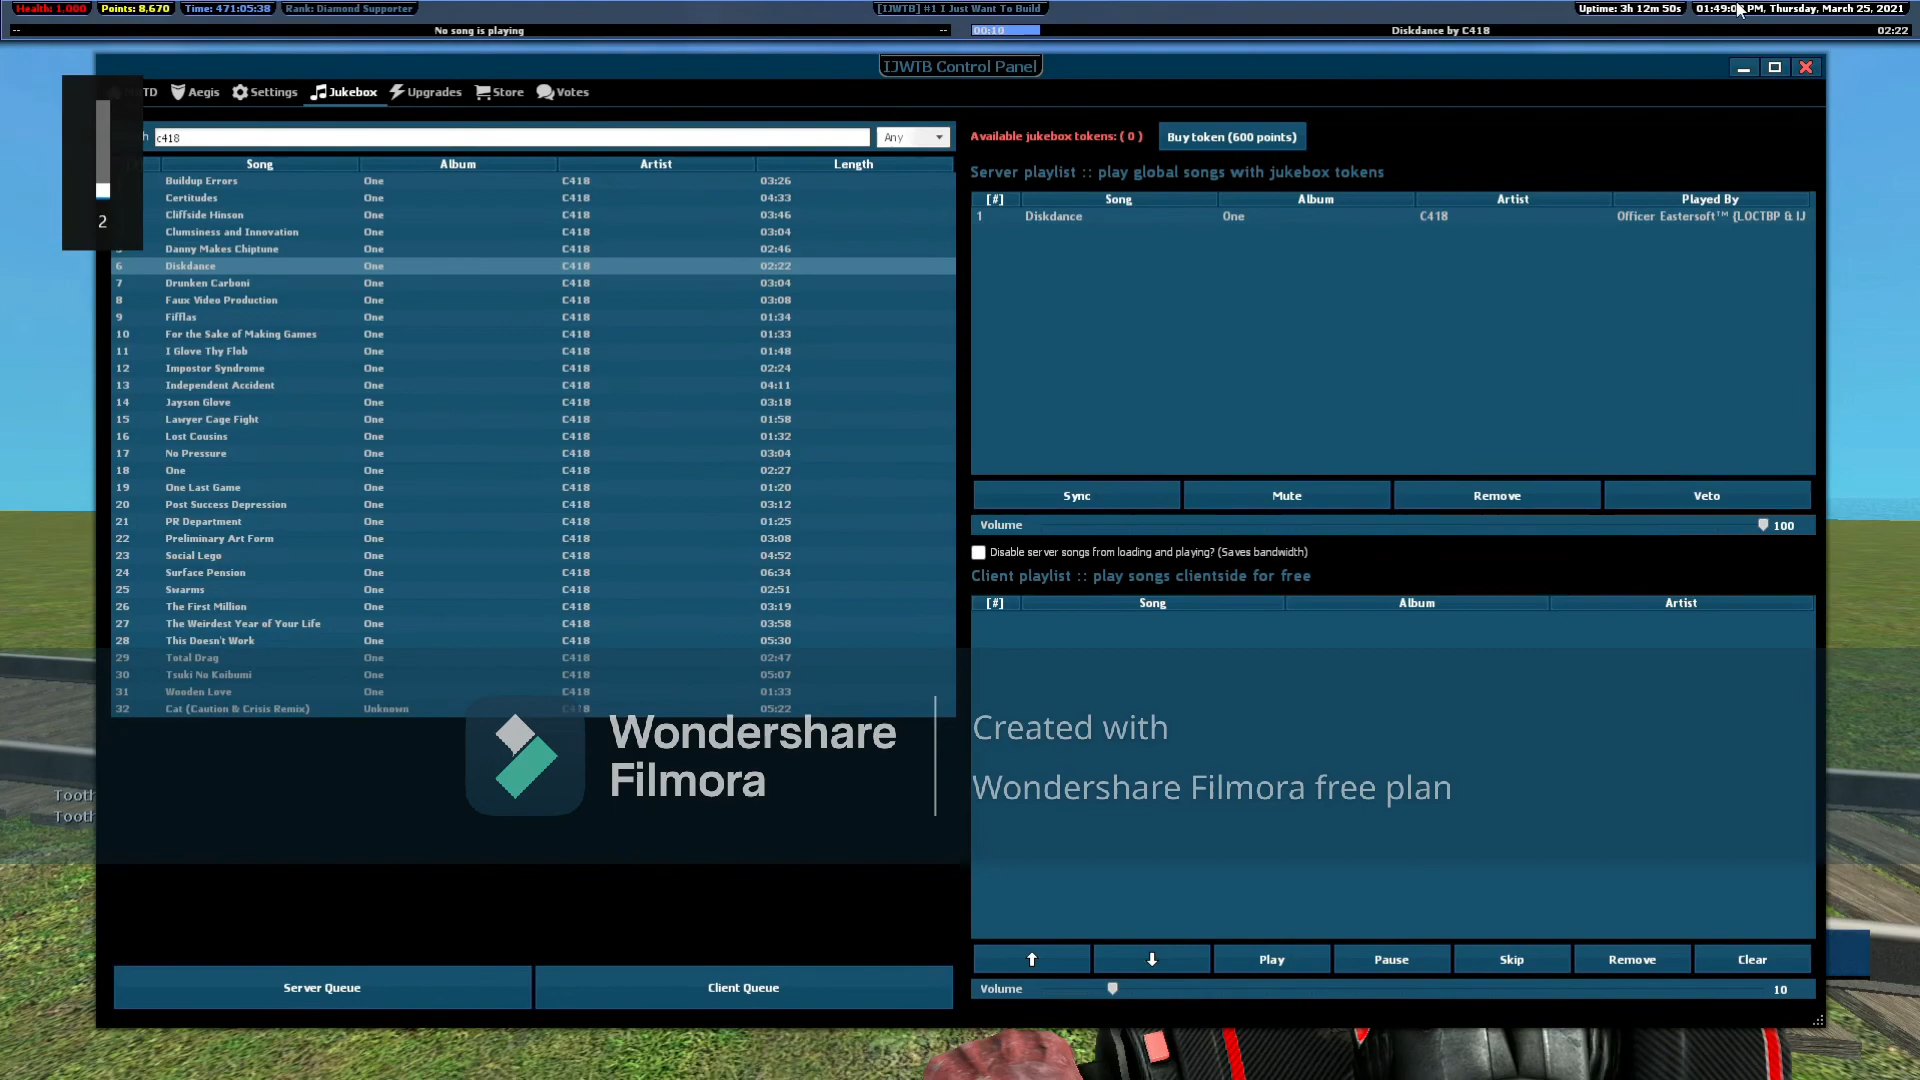 Health: 1,000 Points: 8,670 Time: 471:05:38 Rank: Diamond Supporter [IJWTB] #1 I Just Want To Build Uptime: 3h 12m 50s PM, Thursday, March 25, 2021
-- No song is playing -- 00:10 Diskdance by C418 02:22
IJWTB Control Panel
TD Aegis Settings Jukebox Upgrades Store Votes
2
h c418 Any
Song Album Artist Length
Buildup Errors One C418 03:26
Certitudes One C418 04:33
Cliffside Hinson One C418 03:46
Clumsiness and Innovation One C418 03:04
Danny Makes Chiptune One C418 02:46
6 Diskdance One C418 02:22
7 Drunken Carboni One C418 03:04
8 Faux Video Production One C418 03:08
9 Fifflas One C418 01:34
10 For the Sake of Making Games One C418 01:33
11 I Glove Thy Flob One C418 01:48
12 Impostor Syndrome One C418 02:24
13 Independent Accident One C418 04:11
14 Jayson Glove One C418 03:18
15 Lawyer Cage Fight One C418 01:58
16 Lost Cousins One C418 01:32
17 No Pressure One C418 03:04
18 One One C418 02:27
19 One Last Game One C418 01:20
20 Post Success Depression One C418 03:12
21 PR Department One C418 01:25
22 Preliminary Art Form One C418 03:08
23 Social Lego One C418 04:52
24 Surface Pension One C418 06:34
25 Swarms One C418 02:51
26 The First Million One C418 03:19
27 The Weirdest Year of Your Life One C418 03:58
28 This Doesn't Work One C418 05:30
29 Total Drag One C418 02:47
30 Tsuki No Koibumi One C418 05:07
31 Wooden Love One C418 01:33
32 Cat (Caution & Crisis Remix) Unknown C418 05:22
Server Queue Client Queue
Available jukebox tokens: ( 0 ) Buy token (600 points)
Server playlist :: play global songs with jukebox tokens
[#] Song Album Artist Played By
1 Diskdance One C418 Officer Eastersoft™ {LOCTBP & IJ
Sync Mute Remove Veto
Volume 100
Disable server songs from loading and playing? (Saves bandwidth)
Client playlist :: play songs clientside for free
[#] Song Album Artist
Play Pause Skip Remove Clear
Volume 10
Tooth
Tooth
Wondershare
Filmora
Created with
Wondershare Filmora free plan